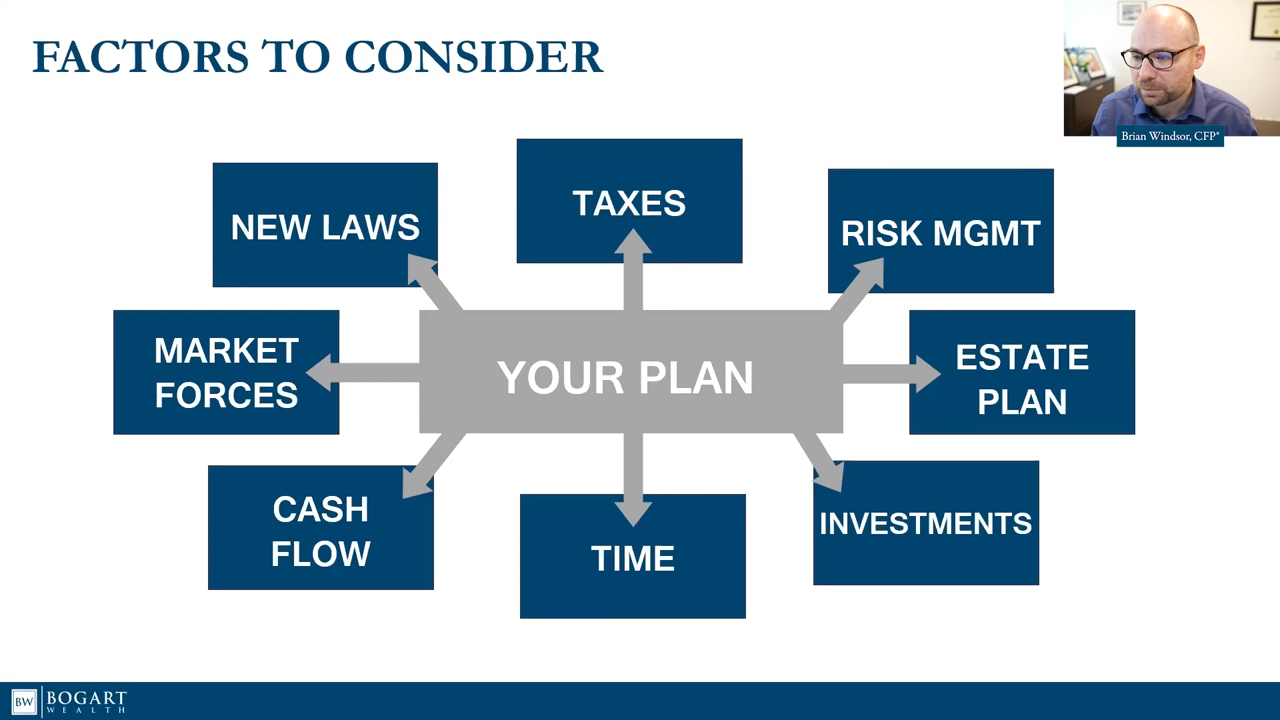 FACTORS TO CONSIDER
Brian Windsor, CFP®
NEW LAWS
TAXES
RISK MGMT
MARKET
FORCES
YOUR PLAN
ESTATE
PLAN
CASH
FLOW
TIME
INVESTMENTS
BW
BOGART
WEALTH